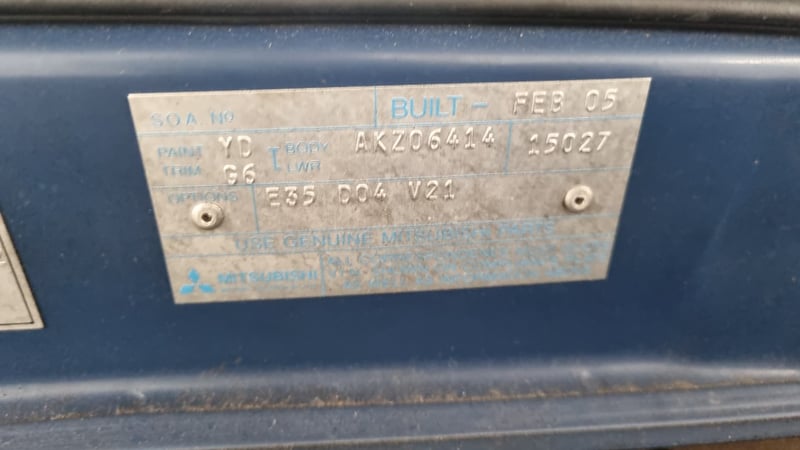 S.O.A. No BUILT - FEB 05
PAINT YD BODY AKZ06414 15027
TRIM G6 LWR
OPTIONS E35 D04 V21
USE GENUINE MITSUBISHI PARTS
MITSUBISHI